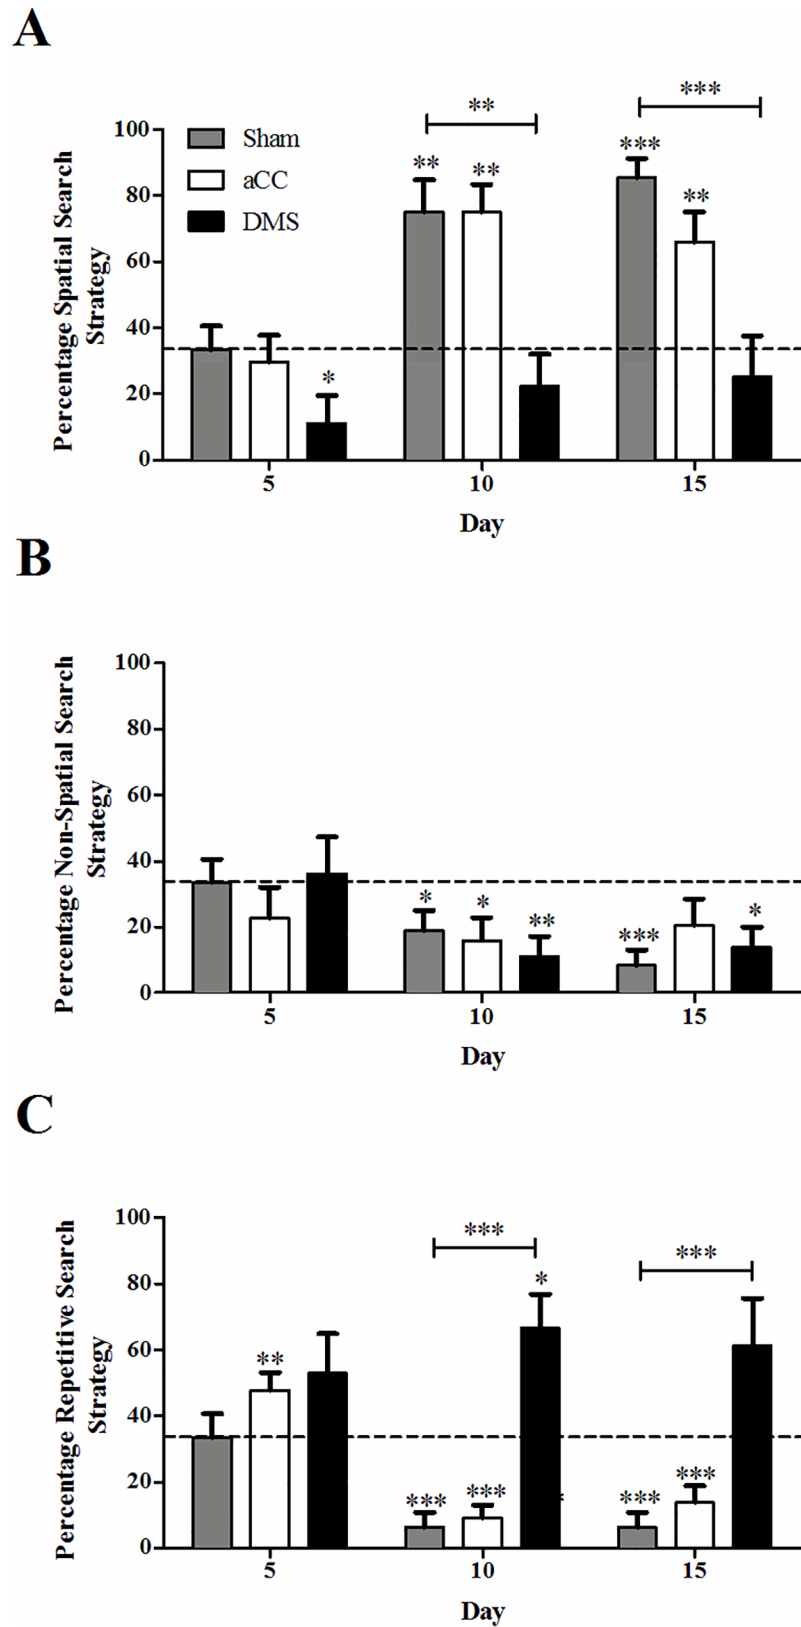 A
***
**
100
Sham
***
** **
80
aCC
**
DMS
60
40
*
20
0
5 10 15
Percentage Spatial Search
Strategy
Day
B
100
80
60
40
* * ** *
20
***
0
5 10 15
Percentage Non-Spatial Search
Strategy
Day
C
100
*** ***
*
80
60
**
40
20
*** *** * *** ***
0
5 10 15
Percentage Repetitive Search
Strategy
Day